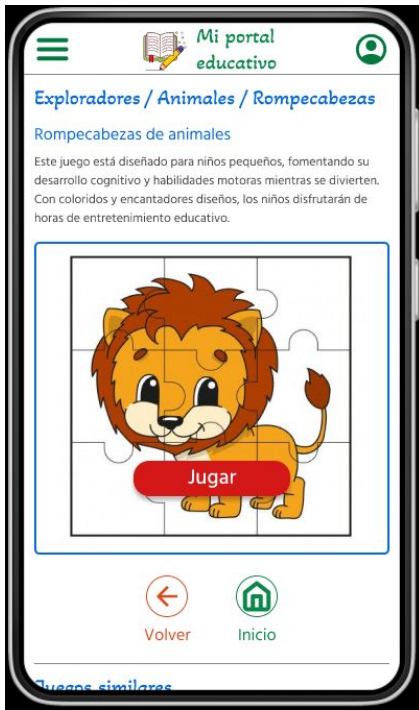 Mi portal
educativo
Exploradores / Animales / Rompecabezas
Rompecabezas de animales
Este juego está diseñado para niños pequeños, fomentando su
desarrollo cognitivo y habilidades motoras mientras se divierten.
Con coloridos y encantadores diseños, los niños disfrutarán de
horas de entretenimiento educativo.
Jugar
Volver
Inicio
Juegos similares